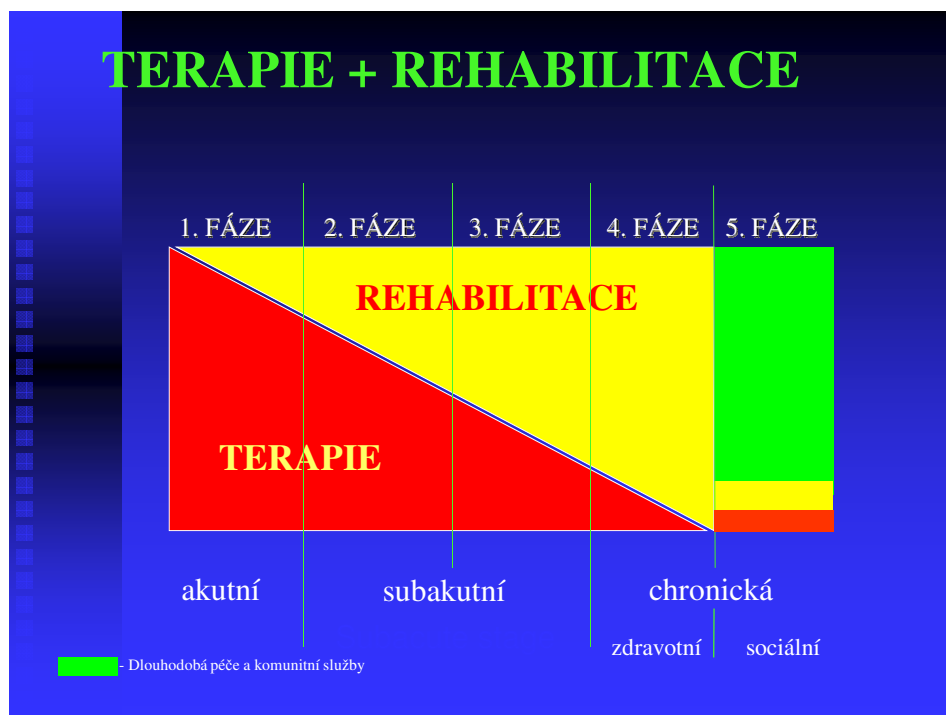 TERAPIE + REHABILITACE
1. FÁZE 2. FÁZE 3. FÁZE 4. FÁZE 5. FÁZE
REHABILITACE
TERAPIE
akutní subakutní chronická
zdravotní sociální
- Dlouhodobá péče a komunitní služby